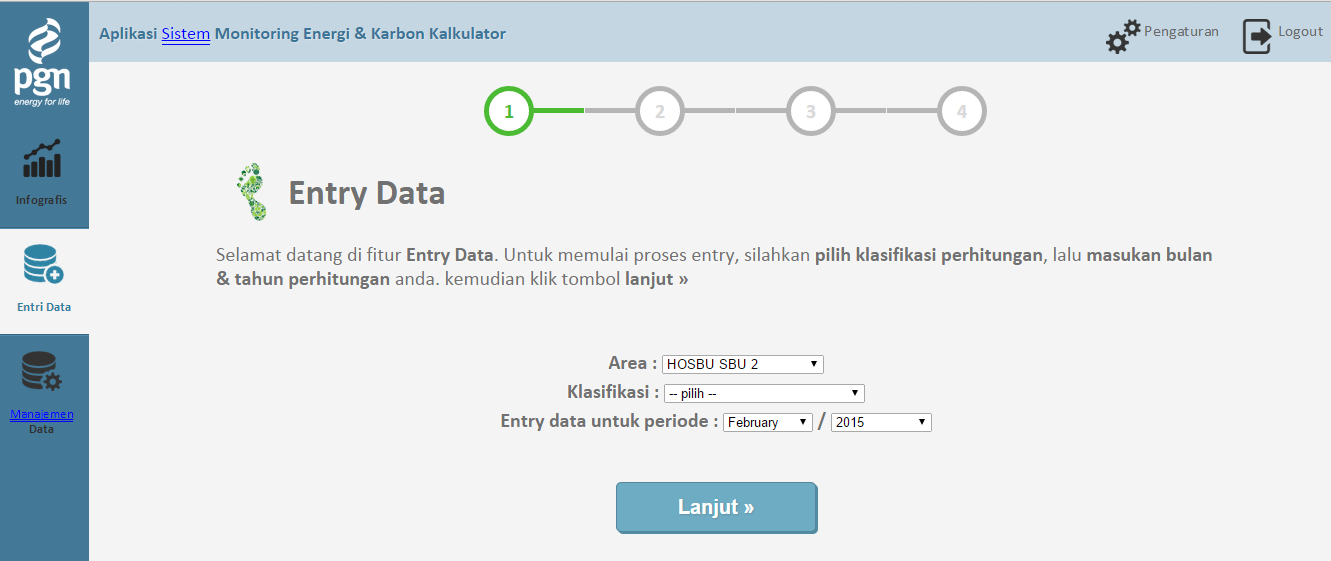 pgn
energy for life
Aplikasi Sistem Monitoring Energi & Karbon Kalkulator
Pengaturan
Logout
Infografis
Entri Data
Manajemen
Data
1
2
3
4
Entry Data
Selamat datang di fitur Entry Data. Untuk memulai proses entry, silahkan pilih klasifikasi perhitungan, lalu masukan bulan
& tahun perhitungan anda. kemudian klik tombol lanjut »
Area : HOSBU SBU 2
Klasifikasi : -- pilih --
Entry data untuk periode : February / 2015
Lanjut »